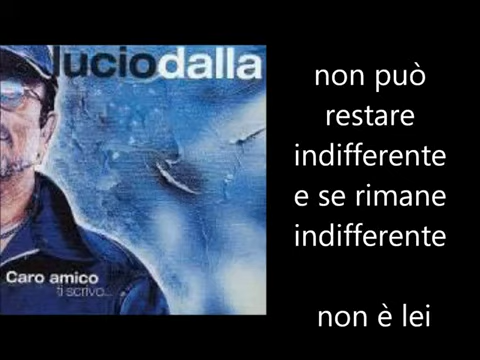 luciodalla
Caro amico
ti scrivo...
non può
restare
indifferente
e se rimane
indifferente
non è lei